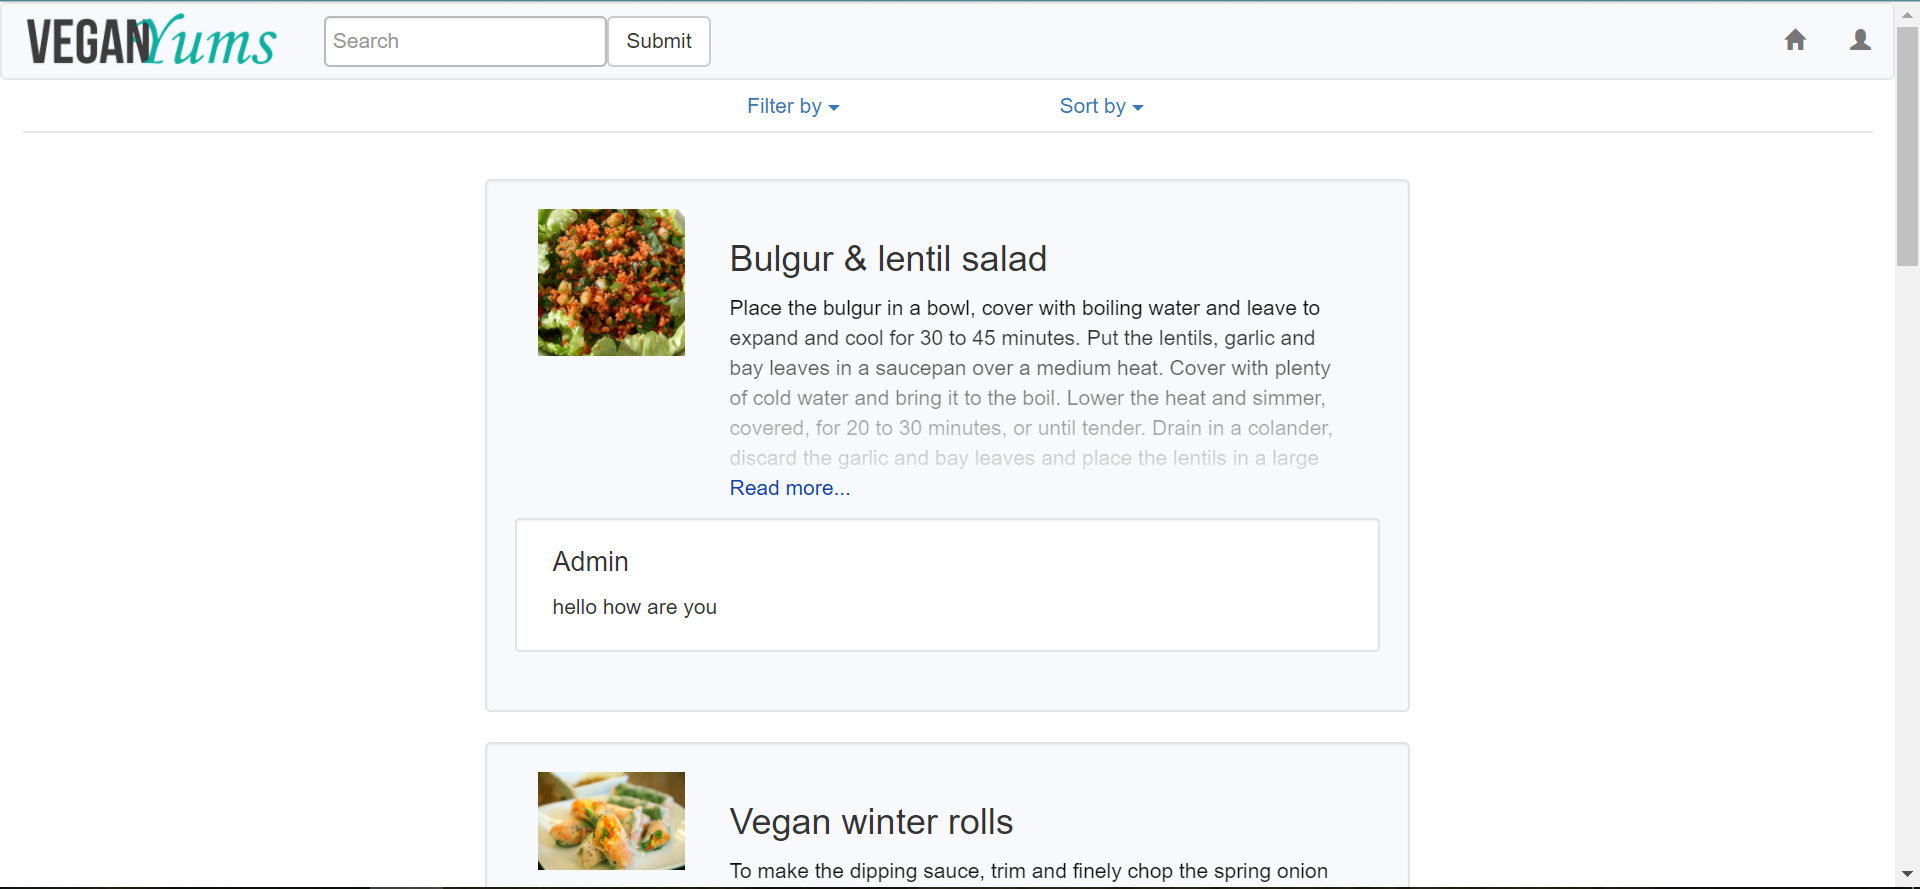 VEGANYums
Search
Submit
Filter by
Sort by
Bulgur & lentil salad
Place the bulgur in a bowl, cover with boiling water and leave to
expand and cool for 30 to 45 minutes. Put the lentils, garlic and
bay leaves in a saucepan over a medium heat. Cover with plenty
of cold water and bring it to the boil. Lower the heat and simmer,
covered, for 20 to 30 minutes, or until tender. Drain in a colander,
discard the garlic and bay leaves and place the lentils in a large
Read more...
Admin
hello how are you
Vegan winter rolls
To make the dipping sauce, trim and finely chop the spring onion